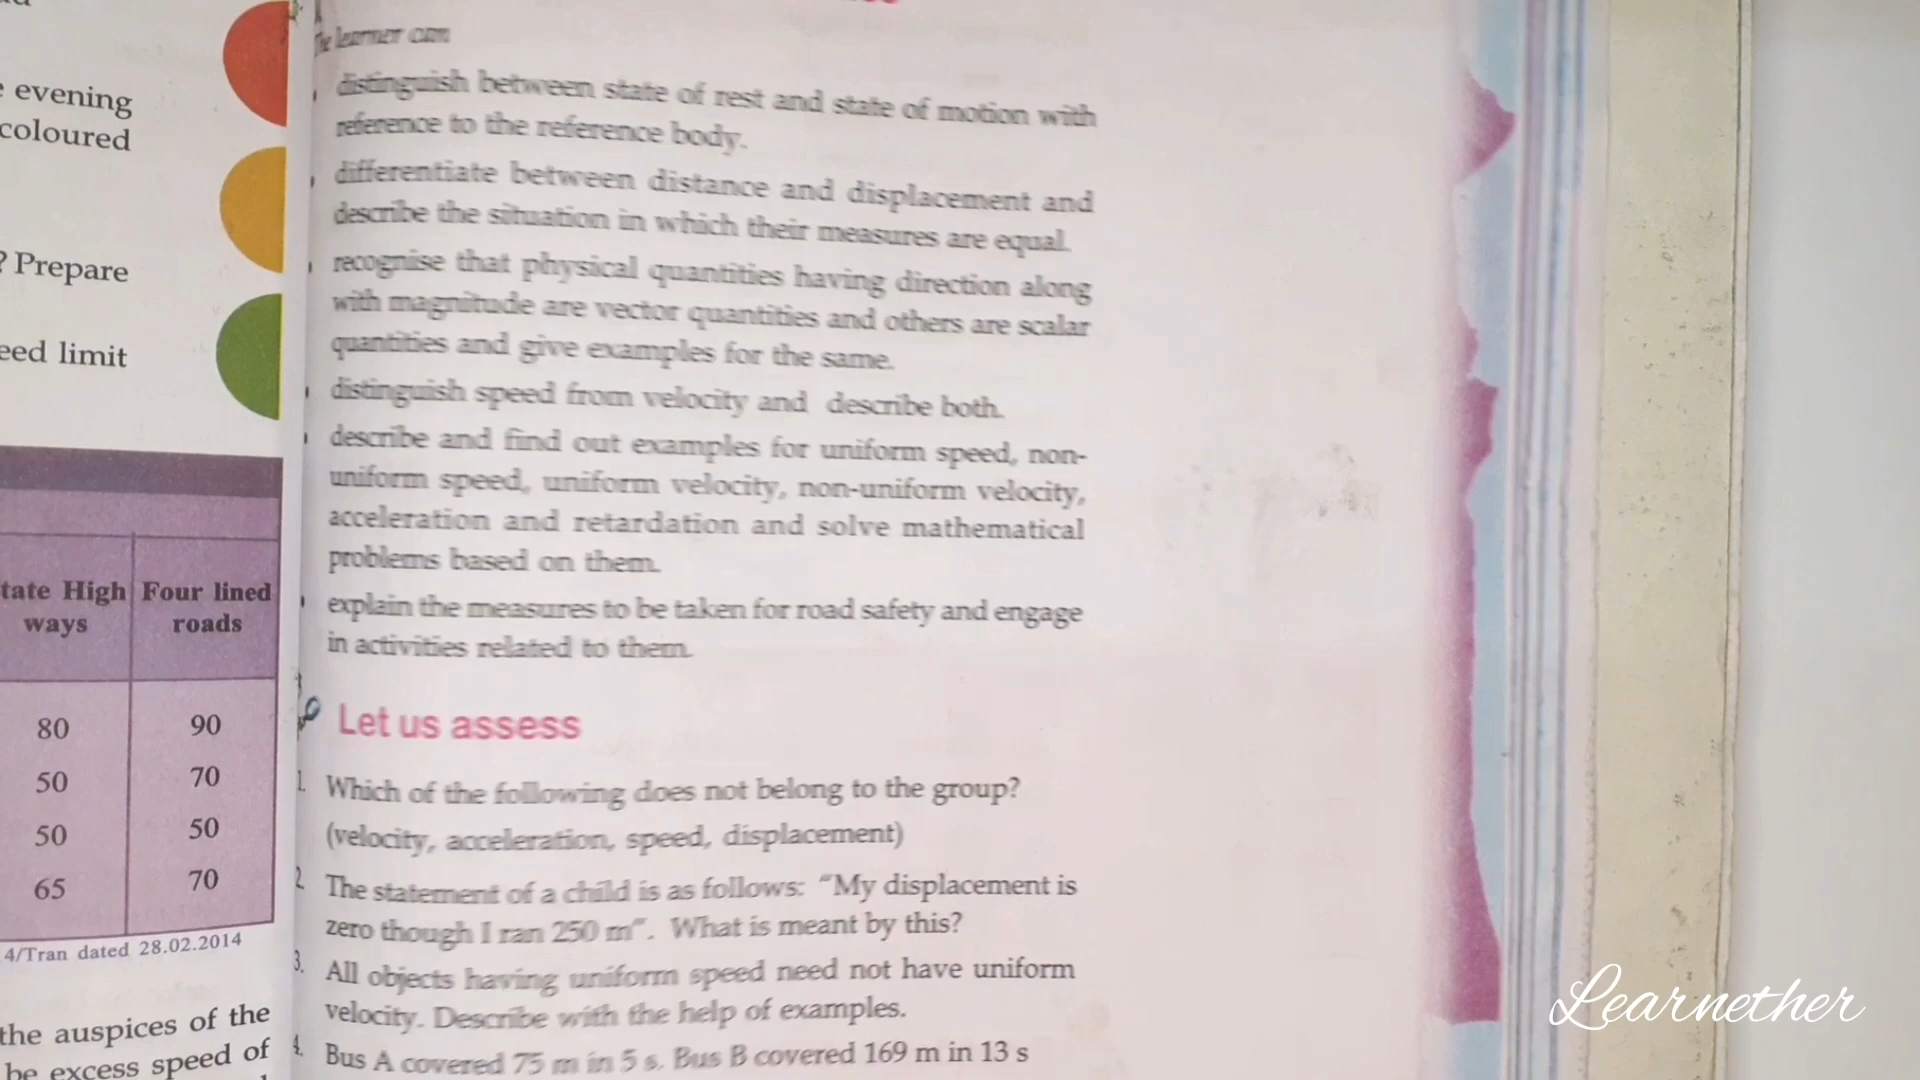 evening
coloured
? Prepare
eed limit
tate High Four lined
ways roads
80 90
50 70
50 50
65 70
4/Tran dated 28.02.2014
the auspices of the
be excess speed of
The learner can
distinguish between state of rest and state of motion with
reference to the reference body.
differentiate between distance and displacement and
describe the situation in which their measures are equal.
recognise that physical quantities having direction along
with magnitude are vector quantities and others are scalar
quantities and give examples for the same.
distinguish speed from velocity and describe both.
describe and find out examples for uniform speed, non-
uniform speed, uniform velocity, non-uniform velocity,
acceleration and retardation and solve mathematical
problems based on them.
explain the measures to be taken for road safety and engage
in activities related to them.
Let us assess
1. Which of the following does not belong to the group?
(velocity, acceleration, speed, displacement)
2. The statement of a child is as follows: "My displacement is
zero though I ran 250 m". What is meant by this?
3. All objects having uniform speed need not have uniform
velocity. Describe with the help of examples.
4. Bus A covered 75 m in 5 s. Bus B covered 169 m in 13 s
Learnether